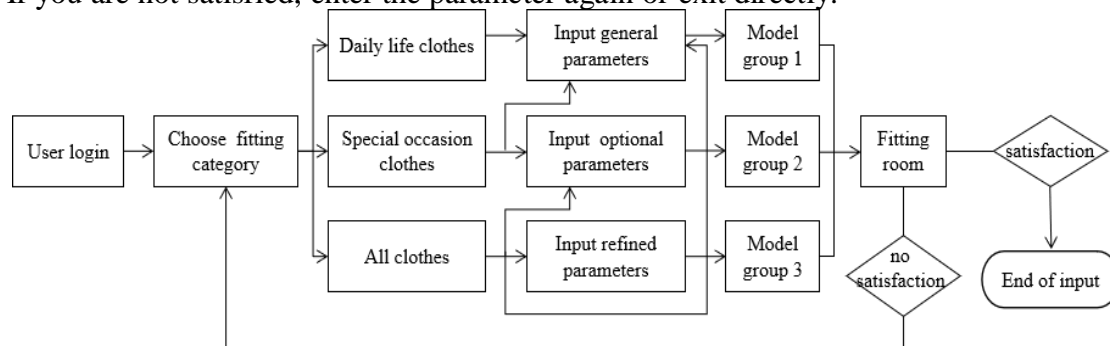 If you are not satisfied, enter the parameter again or exit directly.
Daily life clothes
Input general
parameters
Model
group 1
User login
Choose fitting
category
Special occasion
clothes
Input optional
parameters
Model
group 2
Fitting
room
satisfaction
All clothes
Input refined
parameters
Model
group 3
no
satisfaction
End of input